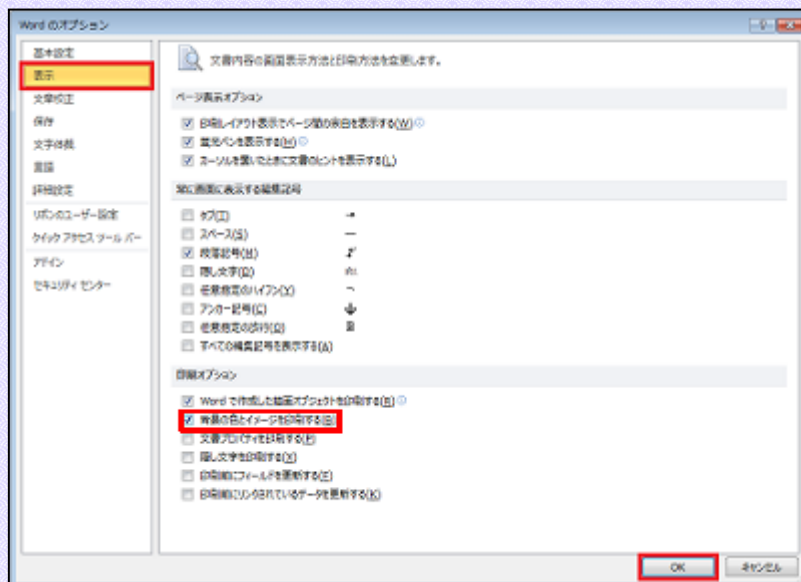 Word のオプション
基本設定
表示
文章校正
保存
文字体裁
言語
詳細設定
リボンのユーザー設定
クイック アクセス ツール バー
アドイン
セキュリティ センター
文書内容の画面表示方法と印刷方法を変更します。
ページ表示オプション
印刷レイアウト表示でページ間の余白を表示する(W)
蛍光ペンを表示する(H)
カーソルを置いたときに文書のヒントを表示する(L)
常に画面に表示する編集記号
タブ(T)
スペース(S)
段落記号(M)
隠し文字(D)
任意指定のハイフン(Y)
アンカー記号(C)
任意指定の改行(O)
すべての編集記号を表示する(A)
印刷オプション
Word で作成した描画オブジェクトを印刷する(R)
背景の色とイメージを印刷する(B)
文書プロパティを印刷する(P)
隠し文字を印刷する(X)
印刷前にフィールドを更新する(F)
印刷前にリンクされているデータを更新する(K)
OK
キャンセル